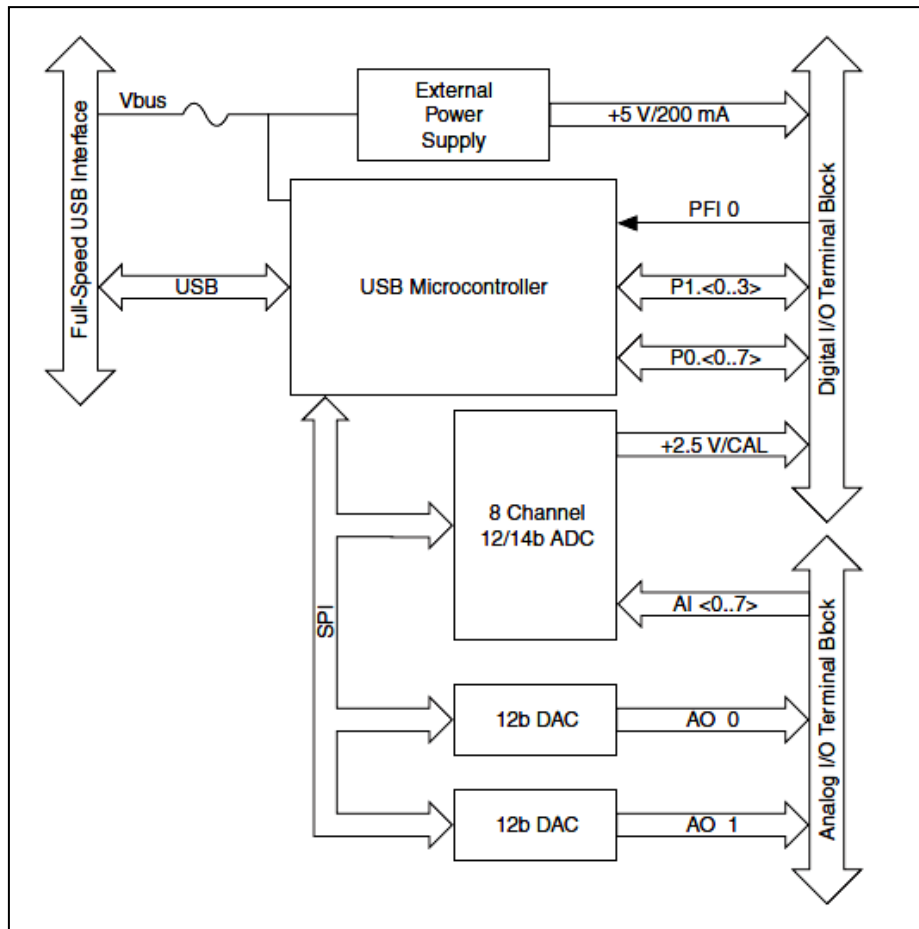 Vbus
External
Power
Supply
+5 V/200 mA
Full-Speed USB Interface
USB
USB Microcontroller
PFI 0
P1.<0..3>
P0.<0..7>
Digital I/O Terminal Block
+2.5 V/CAL
8 Channel
12/14b ADC
AI <0..7>
SPI
12b DAC
AO 0
12b DAC
AO 1
Analog I/O Terminal Block